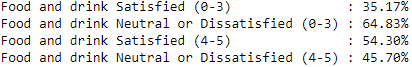 Food and drink Satisfied (0-3) : 35.17%
Food and drink Neutral or Dissatisfied (0-3) : 64.83%
Food and drink Satisfied (4-5) : 54.30%
Food and drink Neutral or Dissatisfied (4-5) : 45.70%